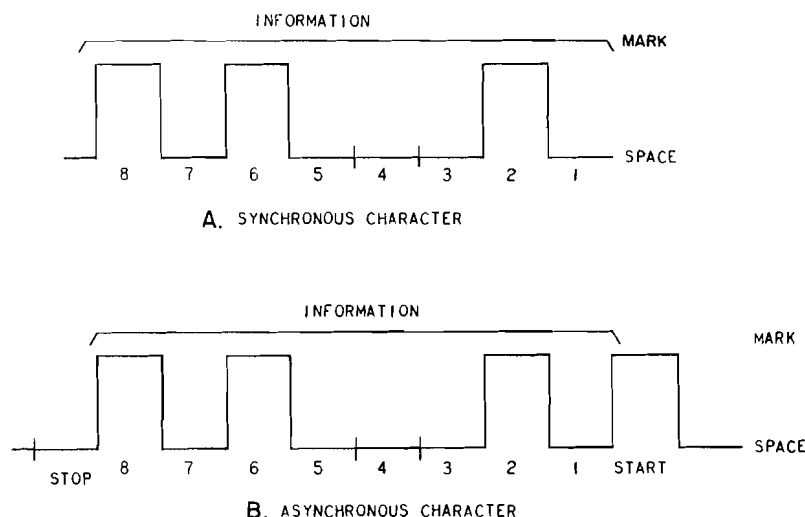 INFORMATION
MARK
SPACE
8 7 6 5 4 3 2 1
A. SYNCHRONOUS CHARACTER
INFORMATION
MARK
SPACE
STOP 8 7 6 5 4 3 2 1 START
B. ASYNCHRONOUS CHARACTER